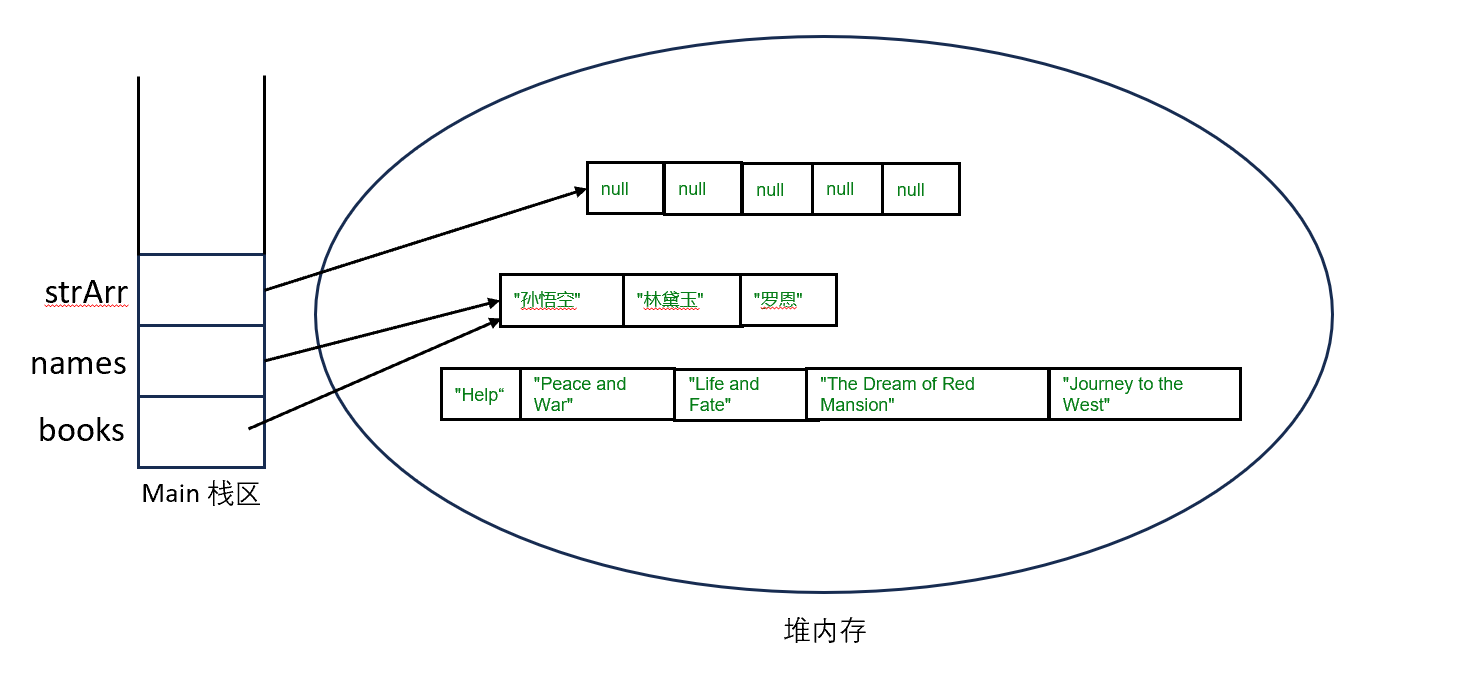 strArr
names
books
Main 栈区
null
null
null
null
null
"孙悟空"
"林黛玉"
"罗恩"
"Help“
"Peace and
War"
"Life and
Fate"
"The Dream of Red
Mansion"
"Journey to the
West"
堆内存